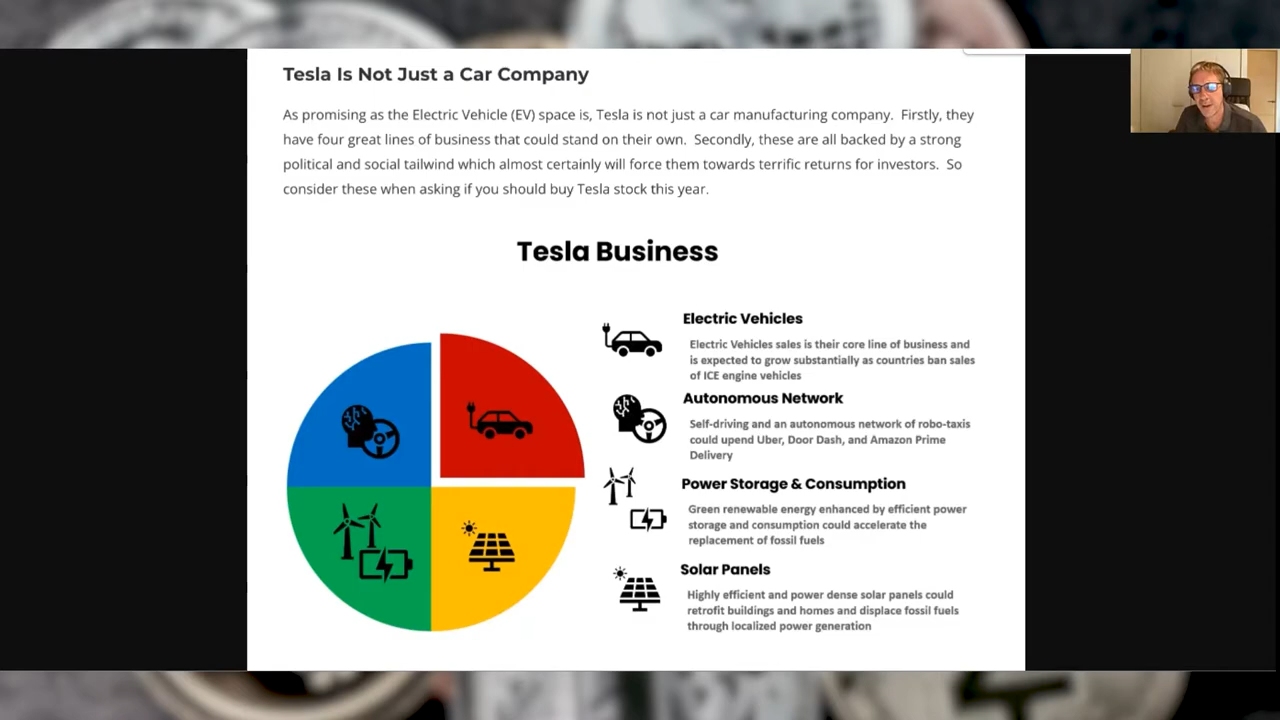 Tesla Is Not Just a Car Company
As promising as the Electric Vehicle (EV) space is, Tesla is not just a car manufacturing company. Firstly, they
have four great lines of business that could stand on their own. Secondly, these are all backed by a strong
political and social tailwind which almost certainly will force them towards terrific returns for investors. So
consider these when asking if you should buy Tesla stock this year.
Tesla Business
Electric Vehicles
Electric Vehicles sales is their core line of business and
is expected to grow substantially as countries ban sales
of ICE engine vehicles
Autonomous Network
Self-driving and an autonomous network of robo-taxis
could upend Uber, Door Dash, and Amazon Prime
Delivery
Power Storage & Consumption
Green renewable energy enhanced by efficient power
storage and consumption could accelerate the
replacement of fossil fuels
Solar Panels
Highly efficient and power dense solar panels could
retrofit buildings and homes and displace fossil fuels
through localized power generation